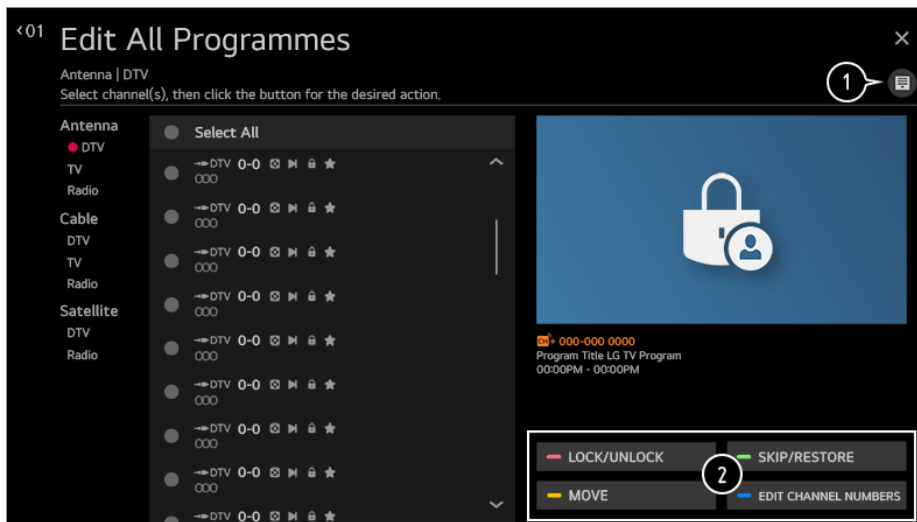 ‹01 Edit All Programmes
Antenna | DTV
Select channel(s), then click the button for the desired action.
1
Antenna
DTV
TV
Radio
Cable
DTV
TV
Radio
Satellite
DTV
Radio
Select All
DTV 0-0
000
DTV 0-0
000
DTV 0-0
000
DTV 0-0
000
DTV 0-0
000
DTV 0-0
000
DTV 0-0
000
DTV 0-0
000
DTV 0-0
CH+ 000-000 0000
Program Title LG TV Program
00:00PM - 00:00PM
LOCK/UNLOCK
SKIP/RESTORE
2
MOVE
EDIT CHANNEL NUMBERS